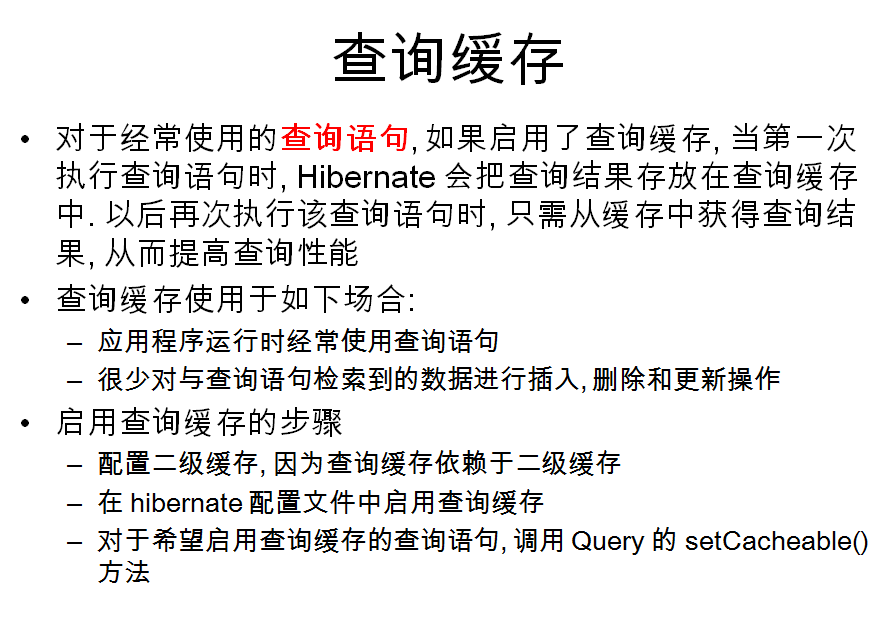 查询缓存
• 对于经常使用的查询语句, 如果启用了查询缓存, 当第一次
执行查询语句时, Hibernate 会把查询结果存放在查询缓存
中. 以后再次执行该查询语句时, 只需从缓存中获得查询结
果, 从而提高查询性能
• 查询缓存使用于如下场合:
– 应用程序运行时经常使用查询语句
– 很少对与查询语句检索到的数据进行插入, 删除和更新操作
• 启用查询缓存的步骤
– 配置二级缓存, 因为查询缓存依赖于二级缓存
– 在 hibernate 配置文件中启用查询缓存
– 对于希望启用查询缓存的查询语句, 调用 Query 的 setCacheable()
方法